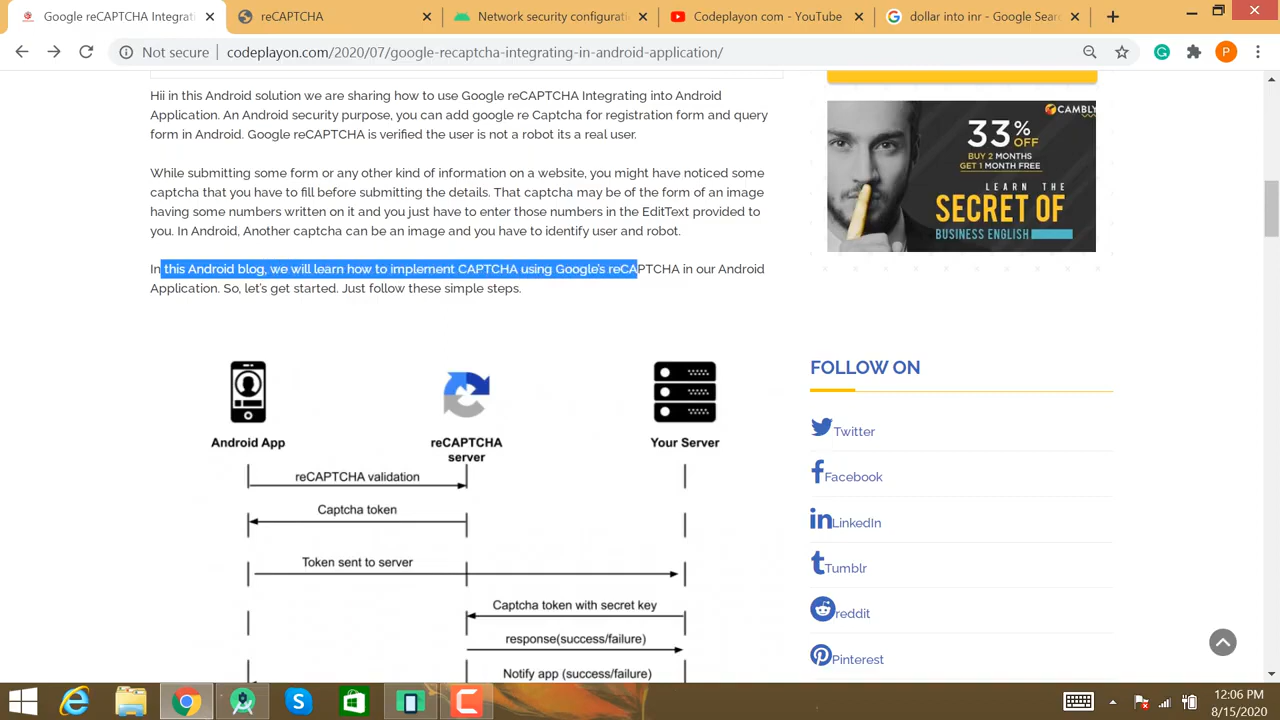 Google reCAPTCHA Integrati
reCAPTCHA
Network security configuratio
Codeplayon com - YouTube
dollar into inr - Google Sear
Not secure
codeplayon.com/2020/07/google-recaptcha-integrating-in-android-application/
P
Hii in this Android solution we are sharing how to use Google reCAPTCHA Integrating into Android
Application. An Android security propose, you can add google re Captcha for registration form and query
form in Android. Google reCAPTCHA is verified the user is not a robot its a real user.
While submitting some form or any other kind of information on a website, you might have noticed some
captcha that you have to fill before submitting the details. That captcha may be of the form of an image
having some numbers written on it and you just have to enter those numbers in the EditText provided to
you. In Android, Another captcha can be an image and you have to identify user and robot.
In this Android blog, we will learn how to implement CAPTCHA using Google's reCAPTCHA in our Android
Application. So, let's get started. Just follow these simple steps.
Android App
reCAPTCHA
server
Your Server
reCAPTCHA validation
Captcha token
Token sent to server
Captcha token with secret key
response(success/failure)
Notify app (success/failure)
CAMBLY
33% OFF
BUY 2 MONTHS
GET 1 MONTH FREE
LEARN THE
SECRET OF
BUSINESS ENGLISH
FOLLOW ON
Twitter
Facebook
LinkedIn
Tumblr
reddit
Pinterest
12:06 PM
8/15/2020